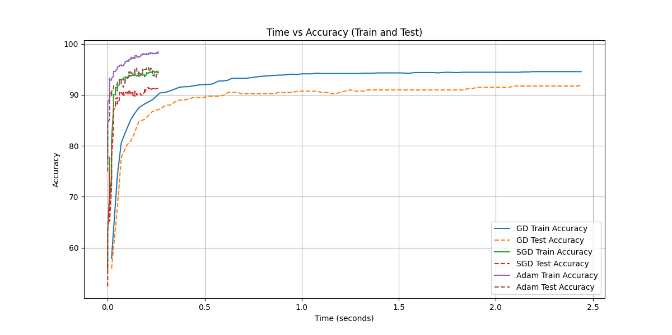 Time vs Accuracy (Train and Test)
100
90
80
70
60
Accuracy
0.0
0.5
1.0
1.5
2.0
2.5
Time (seconds)
GD Train Accuracy
GD Test Accuracy
SGD Train Accuracy
SGD Test Accuracy
Adam Train Accuracy
Adam Test Accuracy